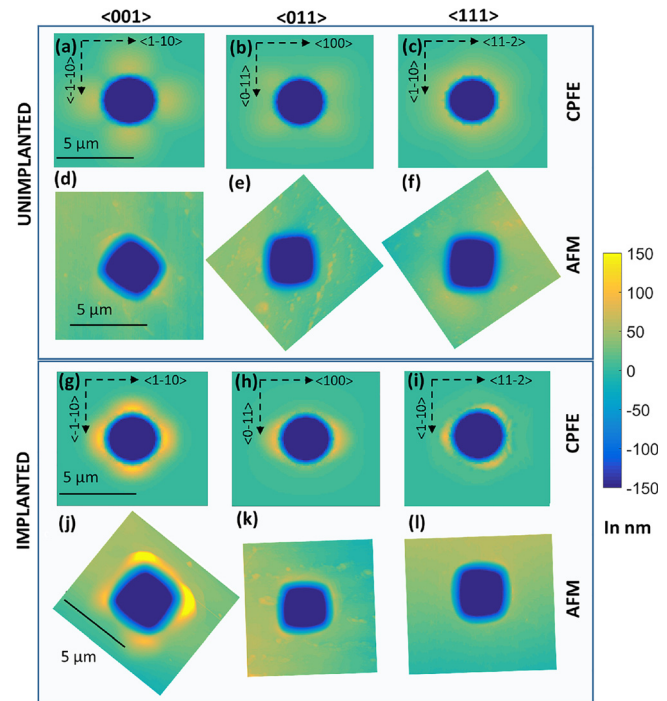 <001> <011> <111>
UNIMPLANTED
(a) <1-10> <-1-10> 5 μm
(b) <100> <0-11>
(c) <11-2> <1-10>
CPFE
(d) 5 μm
(e)
(f)
AFM
IMPLANTED
(g) <1-10> <-1-10> 5 μm
(h) <100> <0-11>
(i) <11-2> <1-10>
CPFE
(j) 5 μm
(k)
(l)
AFM
150
100
50
0
-50
-100
-150
In nm